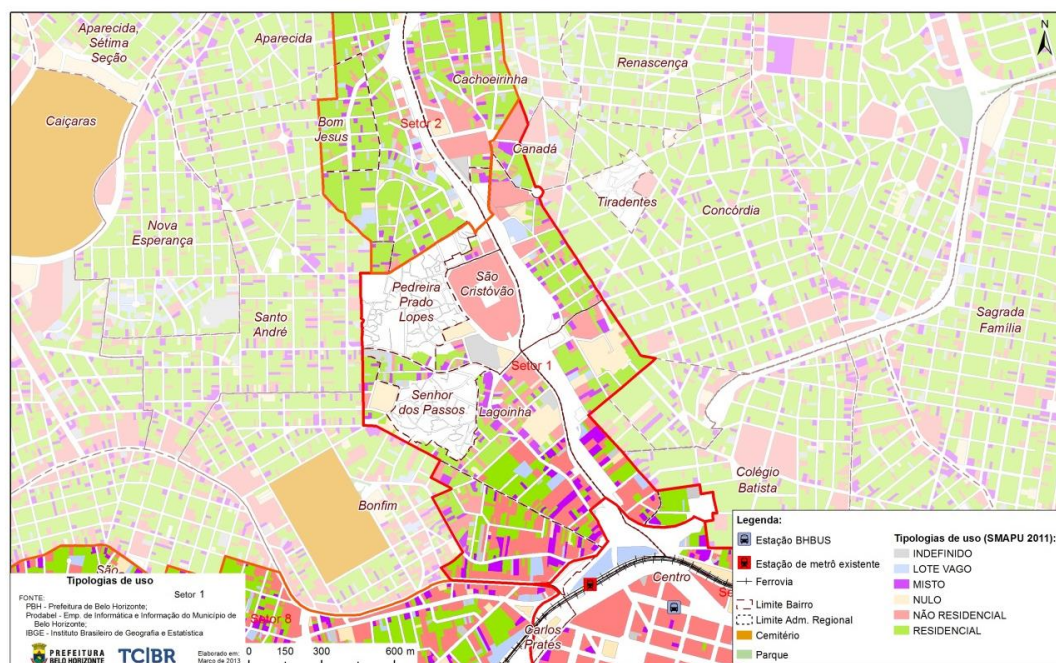 Aparecida,
Sétima
Seção
Aparecida
Cachoeirinha
Renascença
N
Caiçaras
Bom
Jesus
Setor 2
Canadá
Tiradentes
Concórdia
Nova
Esperança
São
Cristóvão
Pedreira
Prado
Lopes
Santo
André
Sagrada
Família
Setor 1
Senhor
dos Passos
Lagoinha
Colégio
Batista
Bonfim
São
Setor 8
Centro
Se
Carlos
Prates
Tipologias de uso
Setor 1
FONTE:
PBH - Prefeitura de Belo Horizonte;
Prodabel - Emp. de Informática e Informação do Município de
Belo Horizonte;
IBGE - Instituto Brasileiro de Geografia e Estatística
PREFEITURA
BELO HORIZONTE
TC|BR
Elaborado em:
Março de 2013
0 150 300 600 m
Legenda:
Estação BHBUS
Estação de metrô existente
Ferrovia
Limite Bairro
Limite Adm. Regional
Cemitério
Parque
Tipologias de uso (SMAPU 2011):
INDEFINIDO
LOTE VAGO
MISTO
NULO
NÃO RESIDENCIAL
RESIDENCIAL